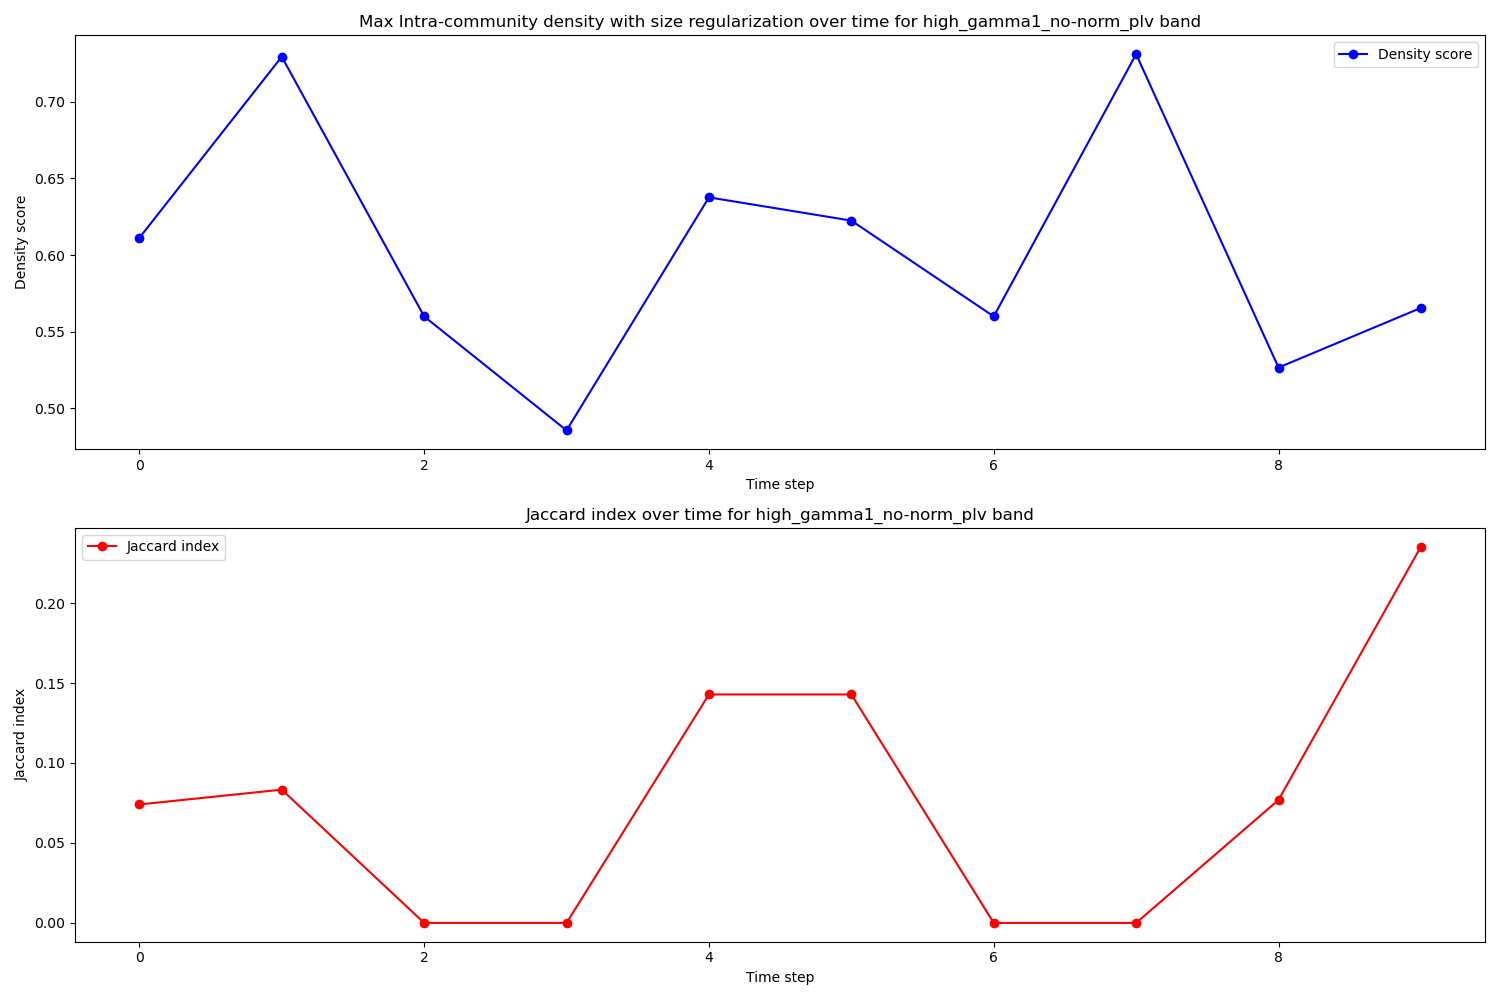 Max Intra-community density with size regularization over time for high_gamma1_no-norm_plv band
Density score
0.70
0.65
0.60
0.55
0.50
Density score
0 2 4 6 8
Time step
Jaccard index over time for high_gamma1_no-norm_plv band
Jaccard index
0.20
0.15
0.10
0.05
0.00
Jaccard index
0 2 4 6 8
Time step